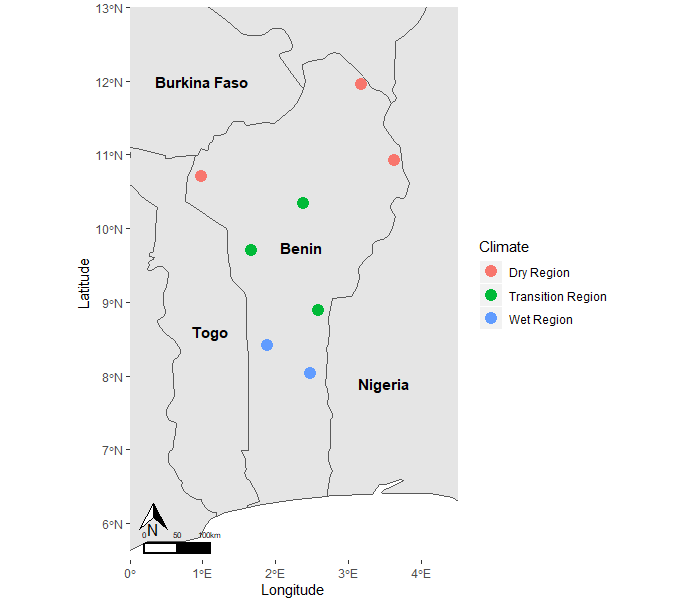 13°N
12°N
11°N
10°N
9°N
8°N
7°N
6°N
Latitude
Burkina Faso
Benin
Togo
Nigeria
N
0 50 100km
0° 1°E 2°E 3°E 4°E
Longitude
Climate
Dry Region
Transition Region
Wet Region